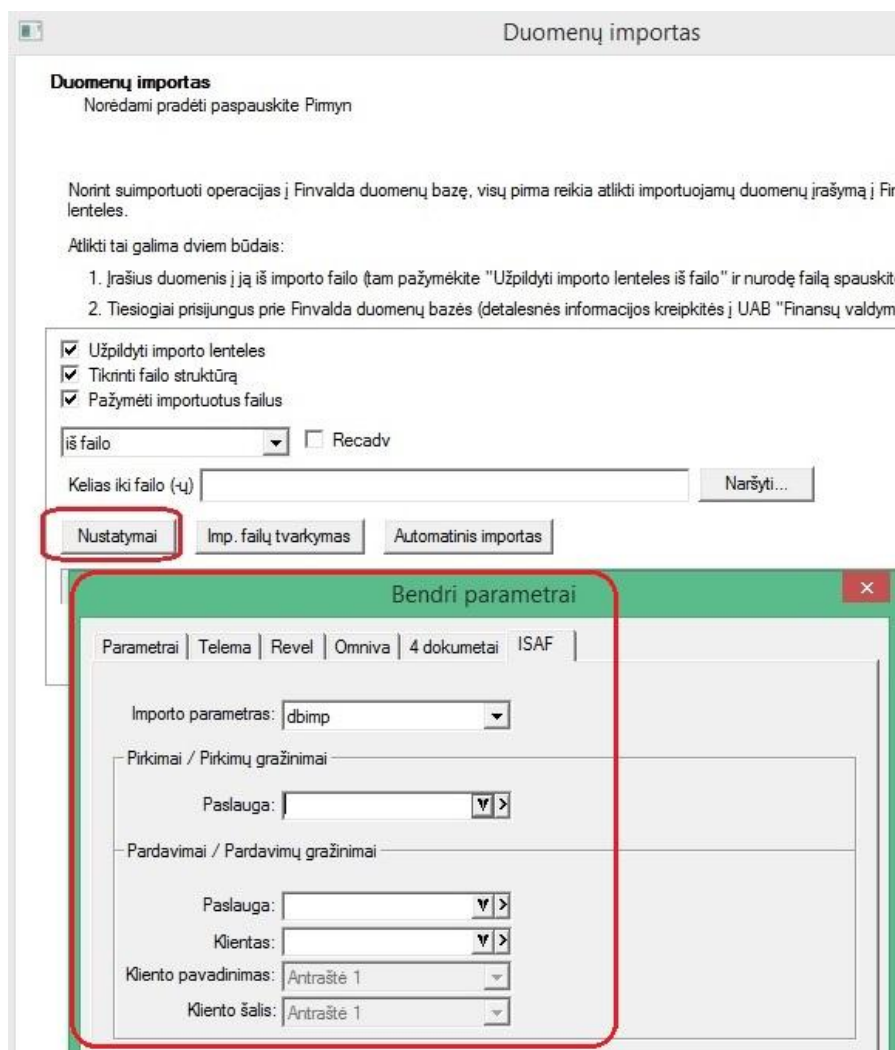 Duomenų importas
Duomenų importas
Norėdami pradėti paspauskite Pirmyn
Norint suimportuoti operacijas į Finvalda duomenų bazę, visų pirma reikia atlikti importuojamų duomenų įrašymą į Fin
lenteles.
Atlikti tai galima dviem būdais:
1. Įrašius duomenis į ją iš importo failo (tam pažymėkite "Užpildyti importo lenteles iš failo" ir nurodę failą spauskite
2. Tiesiogiai prisijungus prie Finvalda duomenų bazės (detalesnės informacijos kreipkitės į UAB "Finansų valdym
Užpildyti importo lenteles
Tikrinti failo struktūrą
Pažymėti importuotus failus
iš failo Recadv
Kelias iki failo (-ų) Naršyti...
Nustatymai Imp. failų tvarkymas Automatinis importas
Bendri parametrai
Parametrai Telema Revel Omniva 4 dokumetai ISAF
Importo parametras: dbimp
Pirkimai / Pirkimų gražinimai
Paslauga:
Pardavimai / Pardavimų gražinimai
Paslauga:
Klientas:
Kliento pavadinimas: Antraštė 1
Kliento šalis: Antraštė 1